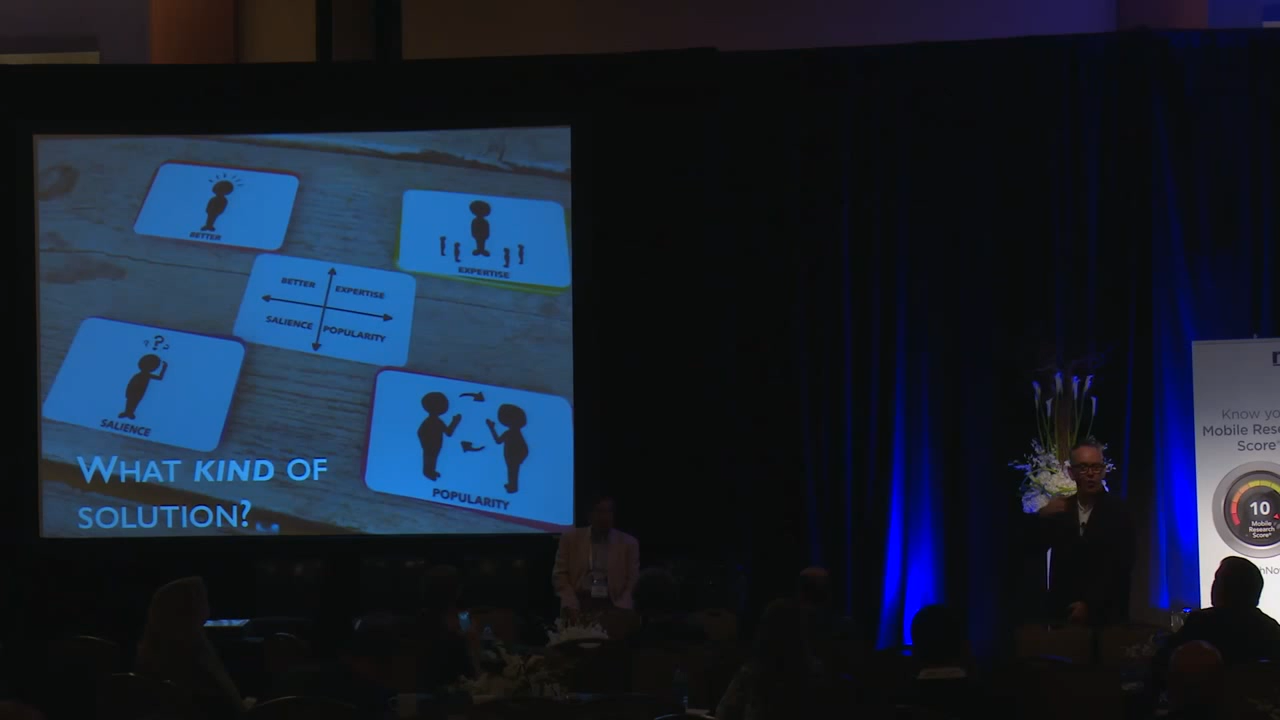 BETTER
EXPERTISE
BETTER
EXPERTISE
SALIENCE
POPULARITY
SALIENCE
POPULARITY
WHAT KIND OF
SOLUTION?
Know yo
Mobile Rese
Score
10
Mobile
Research
Score